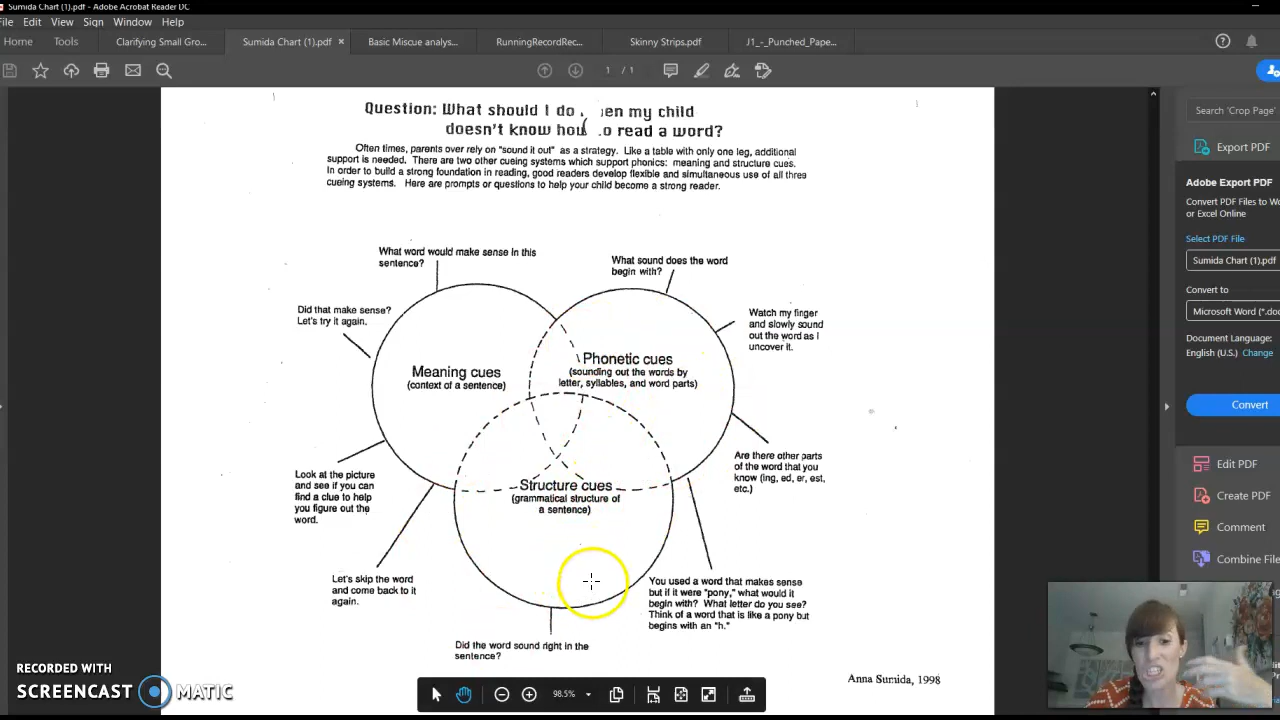 Sumida Chart (1).pdf - Adobe Acrobat Reader DC
File Edit View Sign Window Help
Home Tools Clarifying Small Gro... Sumida Chart (1).pdf × Basic Miscue analys... RunningRecordRec... Skinny Strips.pdf J1_-_Punched_Pape...
1 / 1
Question: What should I do en my child
doesn't know how o read a word?
Often times, parents over rely on "sound it out" as a strategy. Like a table with only one leg, additional
support is needed. There are two other cueing systems which support phonics: meaning and structure cues.
In order to build a strong foundation in reading, good readers develop flexible and simultaneous use of all three
cueing systems. Here are prompts or questions to help your child become a strong reader.
What word would make sense in this
sentence?
What sound does the word
begin with?
Did that make sense?
Let's try it again.
Watch my finger
and slowly sound
out the word as I
uncover it.
Meaning cues
(context of a sentence)
Phonetic cues
(sounding out the words by
letter, syllables, and word parts)
Look at the picture
and see if you can
find a clue to help
you figure out the
word.
Are there other parts
of the word that you
know (ing, ed, er, est,
etc.)
Structure cues
(grammatical structure of
a sentence)
Let's skip the word
and come back to it
again.
You used a word that makes sense
but if it were "pony," what would it
begin with? What letter do you see?
Think of a word that is like a pony but
begins with an "h."
Did the word sound right in the
sentence?
Anna Sumida, 1998
98.5%
Search 'Crop Page'
Export PDF
Adobe Export PDF
Convert PDF Files to Wo
or Excel Online
Select PDF File
Sumida Chart (1).pdf
Convert to
Microsoft Word (*.doc
Document Language:
English (U.S.) Change
Convert
Edit PDF
Create PDF
Comment
Combine File
RECORDED WITH
SCREENCAST MATIC